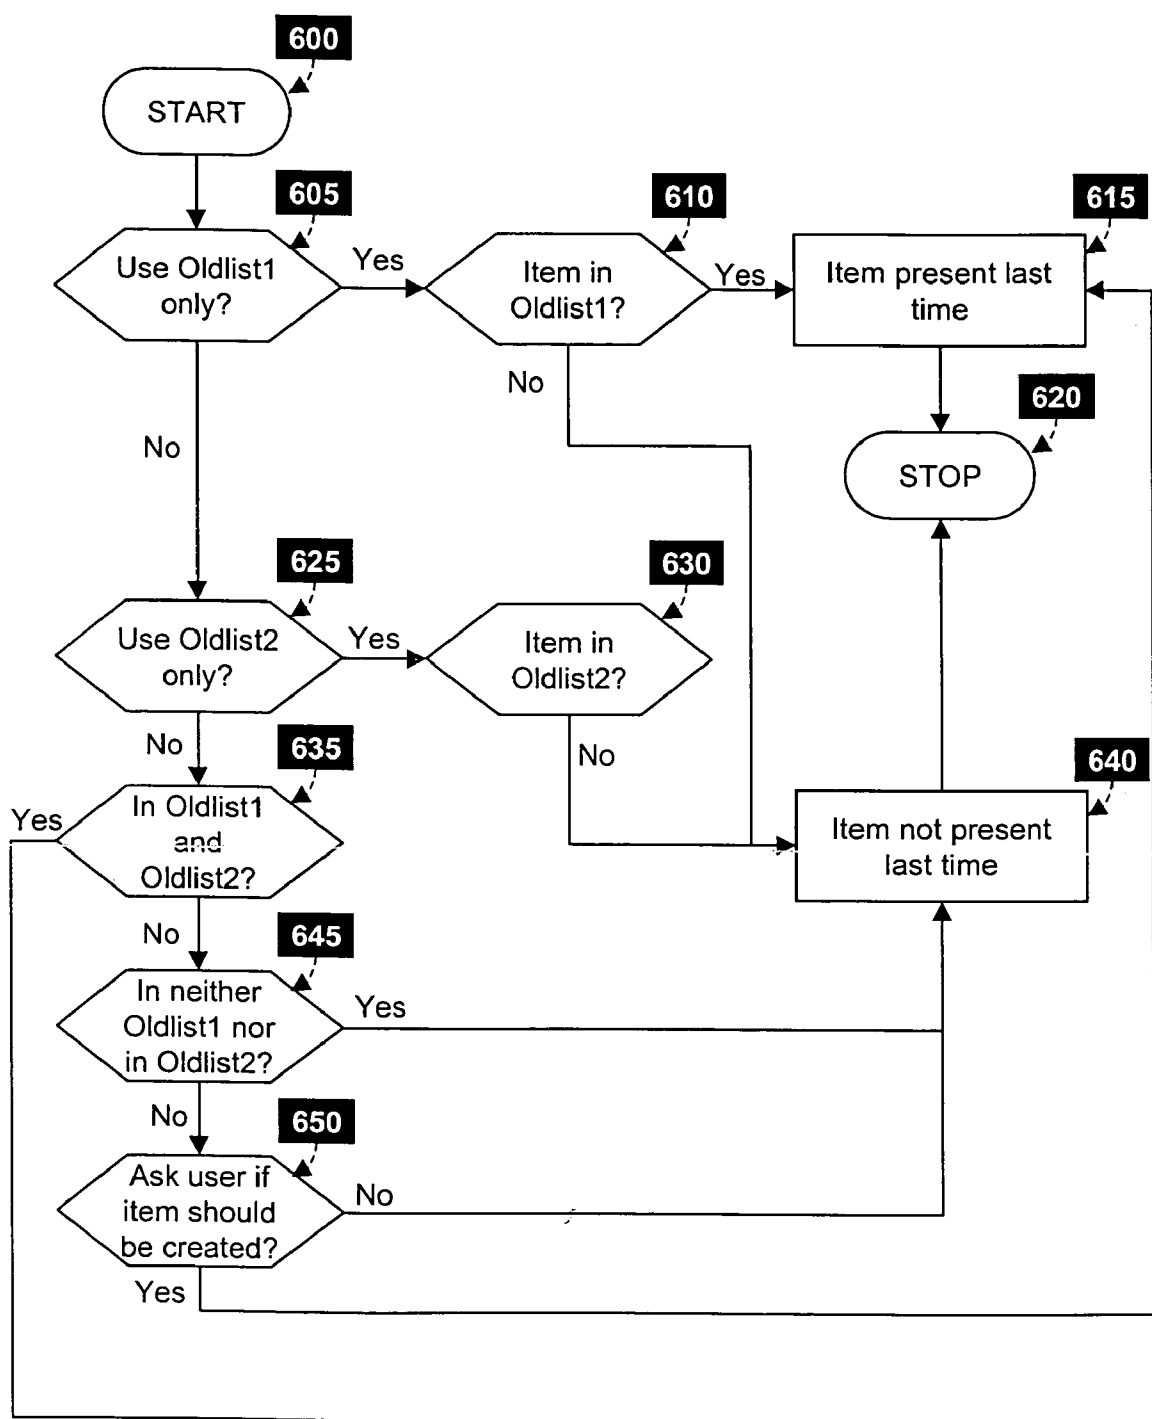 600
START
605
Use Oldlist1
only?
Yes
610
Item in
Oldlist1?
Yes
615
Item present last
time
No
620
STOP
No
625
Use Oldlist2
only?
Yes
630
Item in
Oldlist2?
No
No
635
In Oldlist1
and
Oldlist2?
Yes
640
Item not present
last time
No
645
In neither
Oldlist1 nor
in Oldlist2?
Yes
No
650
Ask user if
item should
be created?
No
Yes